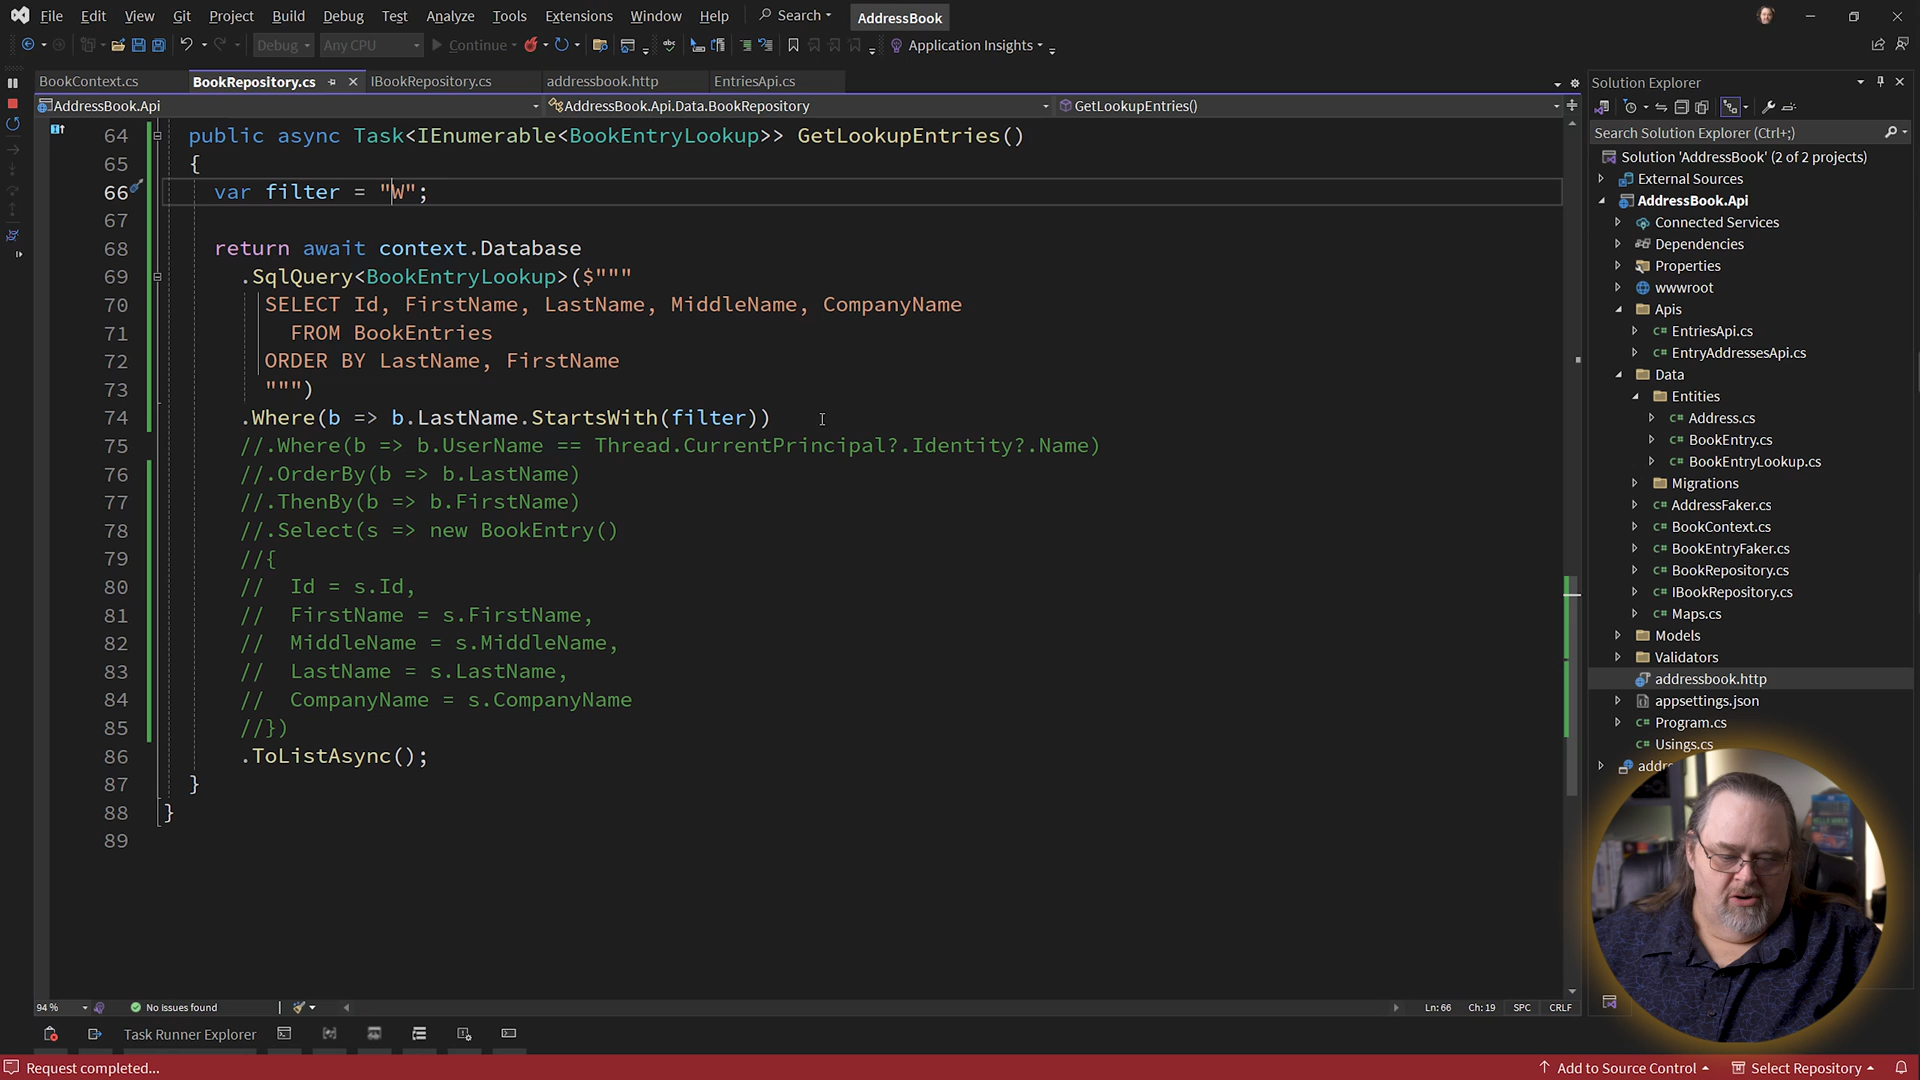 File Edit View Git Project Build Debug Test Analyze Tools Extensions Window Help Search AddressBook
Debug Any CPU Continue Application Insights
BookContext.cs BookRepository.cs IBookRepository.cs addressbook.http EntriesApi.cs
AddressBook.Api AddressBook.Api.Data.BookRepository GetLookupEntries()
64 public async Task<IEnumerable<BookEntryLookup>> GetLookupEntries()
65 {
66 var filter = "W";
67
68 return await context.Database
69 .SqlQuery<BookEntryLookup>($"""
70 SELECT Id, FirstName, LastName, MiddleName, CompanyName
71 FROM BookEntries
72 ORDER BY LastName, FirstName
73 """)
74 .Where(b => b.LastName.StartsWith(filter))
75 //.Where(b => b.UserName == Thread.CurrentPrincipal?.Identity?.Name)
76 //.OrderBy(b => b.LastName)
77 //.ThenBy(b => b.FirstName)
78 //.Select(s => new BookEntry()
79 //{
80 // Id = s.Id,
81 // FirstName = s.FirstName,
82 // MiddleName = s.MiddleName,
83 // LastName = s.LastName,
84 // CompanyName = s.CompanyName
85 //})
86 .ToListAsync();
87 }
88 }
89
94 % No issues found Ln: 66 Ch: 19 SPC CRLF
Task Runner Explorer
Request completed... Add to Source Control Select Repository
Solution Explorer
Search Solution Explorer (Ctrl+;)
Solution 'AddressBook' (2 of 2 projects)
External Sources
AddressBook.Api
Connected Services
Dependencies
Properties
wwwroot
Apis
C# EntriesApi.cs
C# EntryAddressesApi.cs
Data
Entities
C# Address.cs
C# BookEntry.cs
C# BookEntryLookup.cs
Migrations
C# AddressFaker.cs
C# BookContext.cs
C# BookEntryFaker.cs
C# BookRepository.cs
C# IBookRepository.cs
C# Maps.cs
Models
Validators
addressbook.http
appsettings.json
C# Program.cs
C# Usings.cs